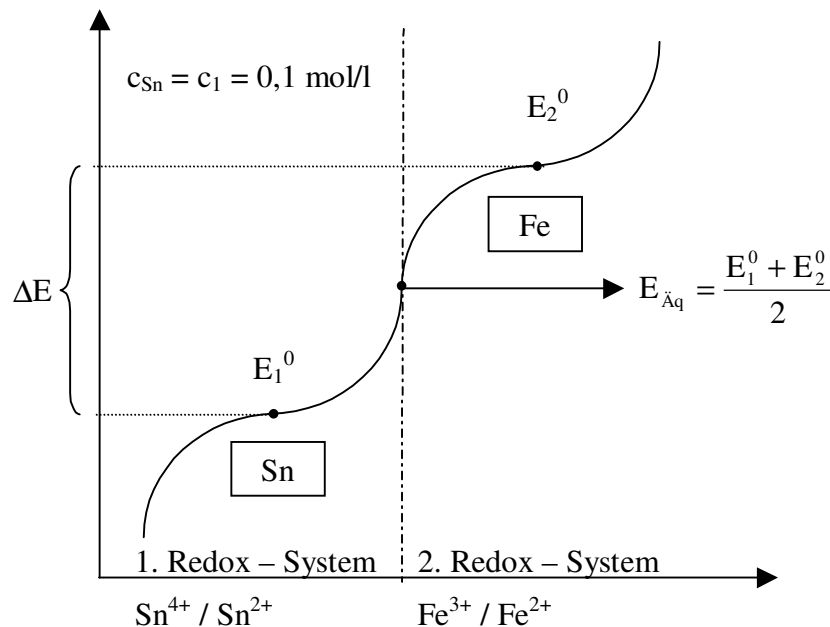 c_Sn = c_1 = 0,1 mol/l
E_2^0
Fe
ΔE
E_Äq = (E_1^0 + E_2^0) / 2
E_1^0
Sn
1. Redox – System
2. Redox – System
Sn^4+ / Sn^2+
Fe^3+ / Fe^2+